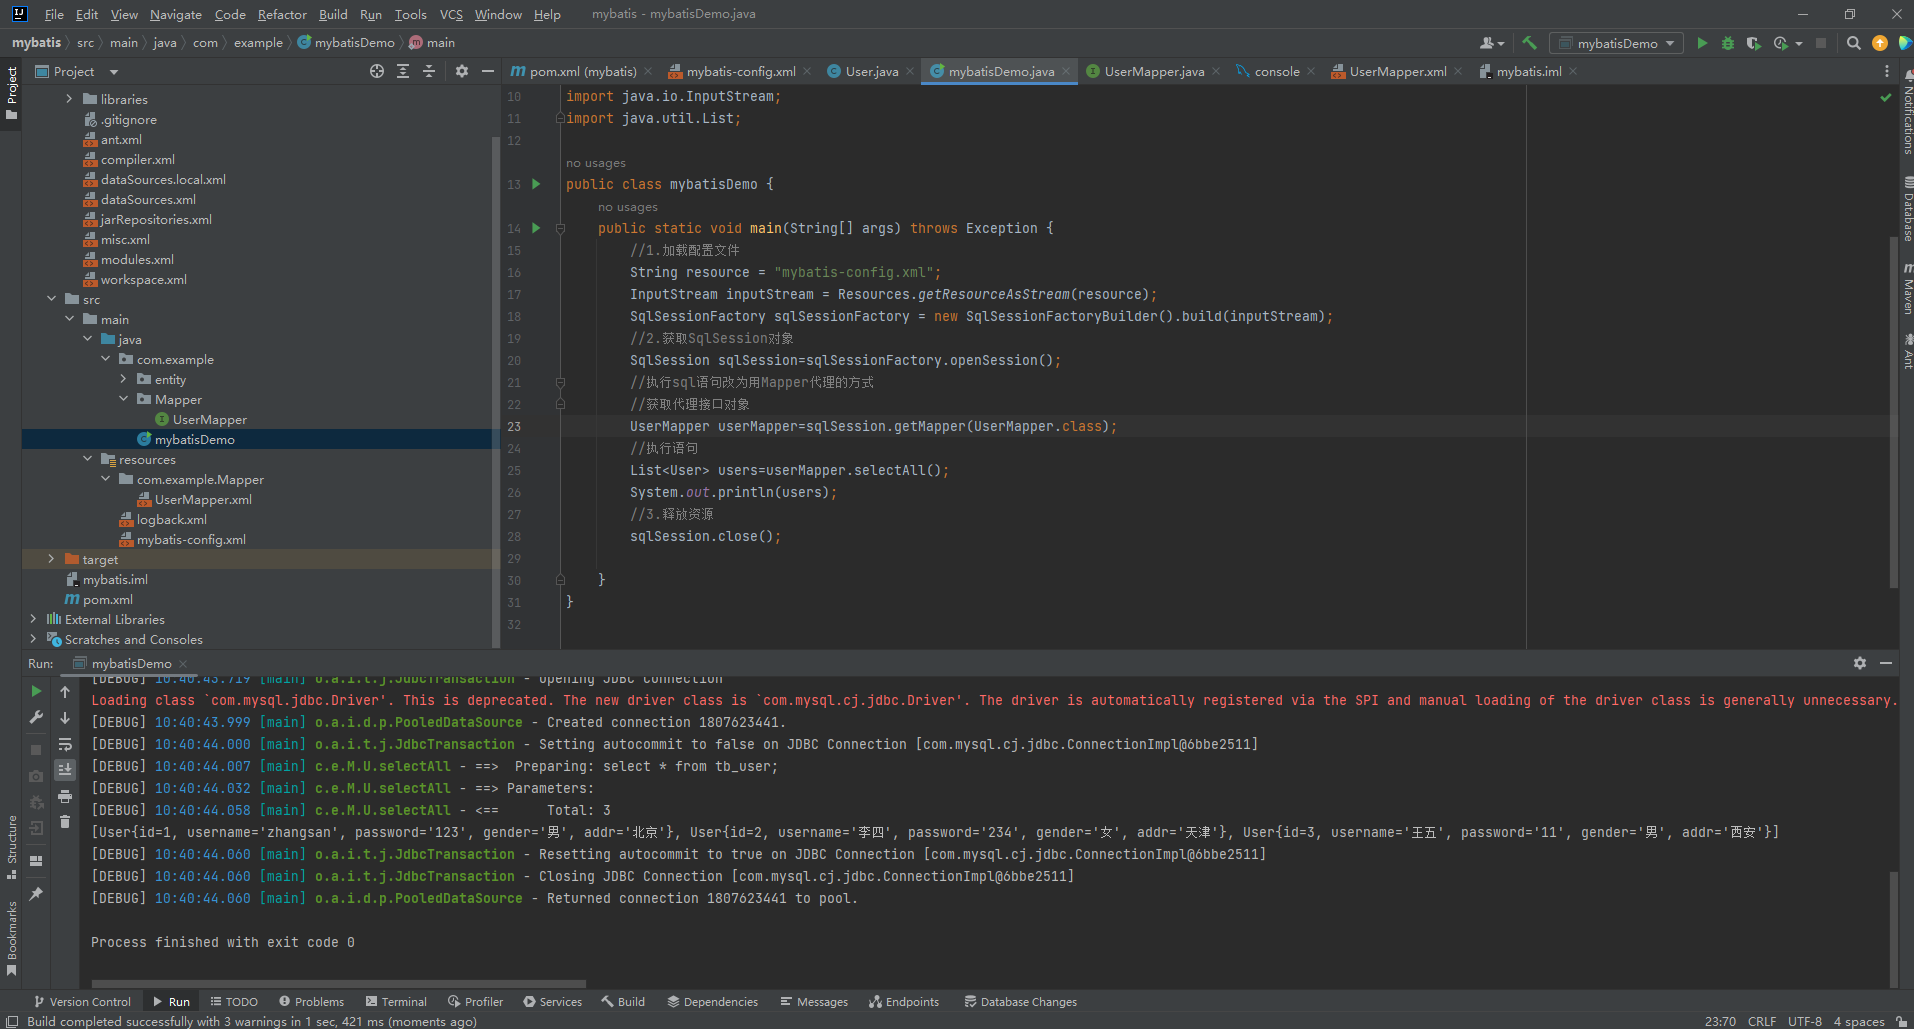 File Edit View Navigate Code Refactor Build Run Tools VCS Window Help mybatis - mybatisDemo.java
mybatis src main java com example mybatisDemo main
mybatisDemo
Project
pom.xml (mybatis) mybatis-config.xml User.java mybatisDemo.java UserMapper.java console UserMapper.xml mybatis.iml
Project
libraries
.gitignore
ant.xml
compiler.xml
dataSources.local.xml
dataSources.xml
jarRepositories.xml
misc.xml
modules.xml
workspace.xml
src
main
java
com.example
entity
Mapper
UserMapper
mybatisDemo
resources
com.example.Mapper
UserMapper.xml
logback.xml
mybatis-config.xml
target
mybatis.iml
pom.xml
External Libraries
Scratches and Consoles
10 import java.io.InputStream;
11 import java.util.List;
12
no usages
13 public class mybatisDemo {
no usages
14 public static void main(String[] args) throws Exception {
15 //1.加载配置文件
16 String resource = "mybatis-config.xml";
17 InputStream inputStream = Resources.getResourceAsStream(resource);
18 SqlSessionFactory sqlSessionFactory = new SqlSessionFactoryBuilder().build(inputStream);
19 //2.获取SqlSession对象
20 SqlSession sqlSession=sqlSessionFactory.openSession();
21 //执行sql语句改为用Mapper代理的方式
22 //获取代理接口对象
23 UserMapper userMapper=sqlSession.getMapper(UserMapper.class);
24 //执行语句
25 List<User> users=userMapper.selectAll();
26 System.out.println(users);
27 //3.释放资源
28 sqlSession.close();
29
30 }
31 }
32
Notifications
Database
Maven
Ant
Run: mybatisDemo
[DEBUG] 10:40:43.719 [main] o.a.i.t.j.JdbcTransaction - Opening JDBC Connection
Loading class `com.mysql.jdbc.Driver'. This is deprecated. The new driver class is `com.mysql.cj.jdbc.Driver'. The driver is automatically registered via the SPI and manual loading of the driver class is generally unnecessary.
[DEBUG] 10:40:43.999 [main] o.a.i.d.p.PooledDataSource - Created connection 1807623441.
[DEBUG] 10:40:44.000 [main] o.a.i.t.j.JdbcTransaction - Setting autocommit to false on JDBC Connection [com.mysql.cj.jdbc.ConnectionImpl@6bbe2511]
[DEBUG] 10:40:44.007 [main] c.e.M.U.selectAll - ==>  Preparing: select * from tb_user;
[DEBUG] 10:40:44.032 [main] c.e.M.U.selectAll - ==> Parameters:
[DEBUG] 10:40:44.058 [main] c.e.M.U.selectAll - <==      Total: 3
[User{id=1, username='zhangsan', password='123', gender='男', addr='北京'}, User{id=2, username='李四', password='234', gender='女', addr='天津'}, User{id=3, username='王五', password='11', gender='男', addr='西安'}]
[DEBUG] 10:40:44.060 [main] o.a.i.t.j.JdbcTransaction - Resetting autocommit to true on JDBC Connection [com.mysql.cj.jdbc.ConnectionImpl@6bbe2511]
[DEBUG] 10:40:44.060 [main] o.a.i.t.j.JdbcTransaction - Closing JDBC Connection [com.mysql.cj.jdbc.ConnectionImpl@6bbe2511]
[DEBUG] 10:40:44.060 [main] o.a.i.d.p.PooledDataSource - Returned connection 1807623441 to pool.
Process finished with exit code 0
Structure
Bookmarks
Version Control Run TODO Problems Terminal Profiler Services Build Dependencies Messages Endpoints Database Changes
Build completed successfully with 3 warnings in 1 sec, 421 ms (moments ago) 23:70 CRLF UTF-8 4 spaces